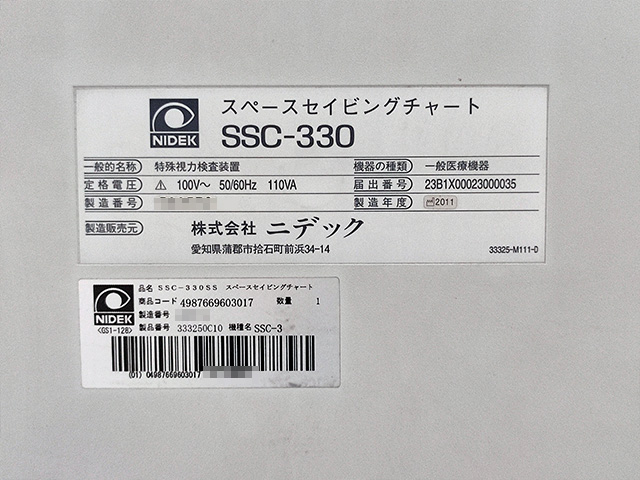 NIDEK
スペースセイビングチャート
SSC-330
一般的名称 特殊視力検査装置 機器の種類 一般医療機器
定格電圧 ⚠ 100V～ 50/60Hz 110VA 届出番号 23B1X00023000035
製造番号 製造年度 2011
製造販売元 株式会社 ニデック
愛知県蒲郡市拾石町前浜34-14
33325-M111-D
NIDEK
<GS1-128>
品名 SSC-330SS スペースセイビングチャート
商品コード 4987669603017 数量 1
製造番号
製品番号 333250C10 機種名 SSC-3
(01) 04987669603017